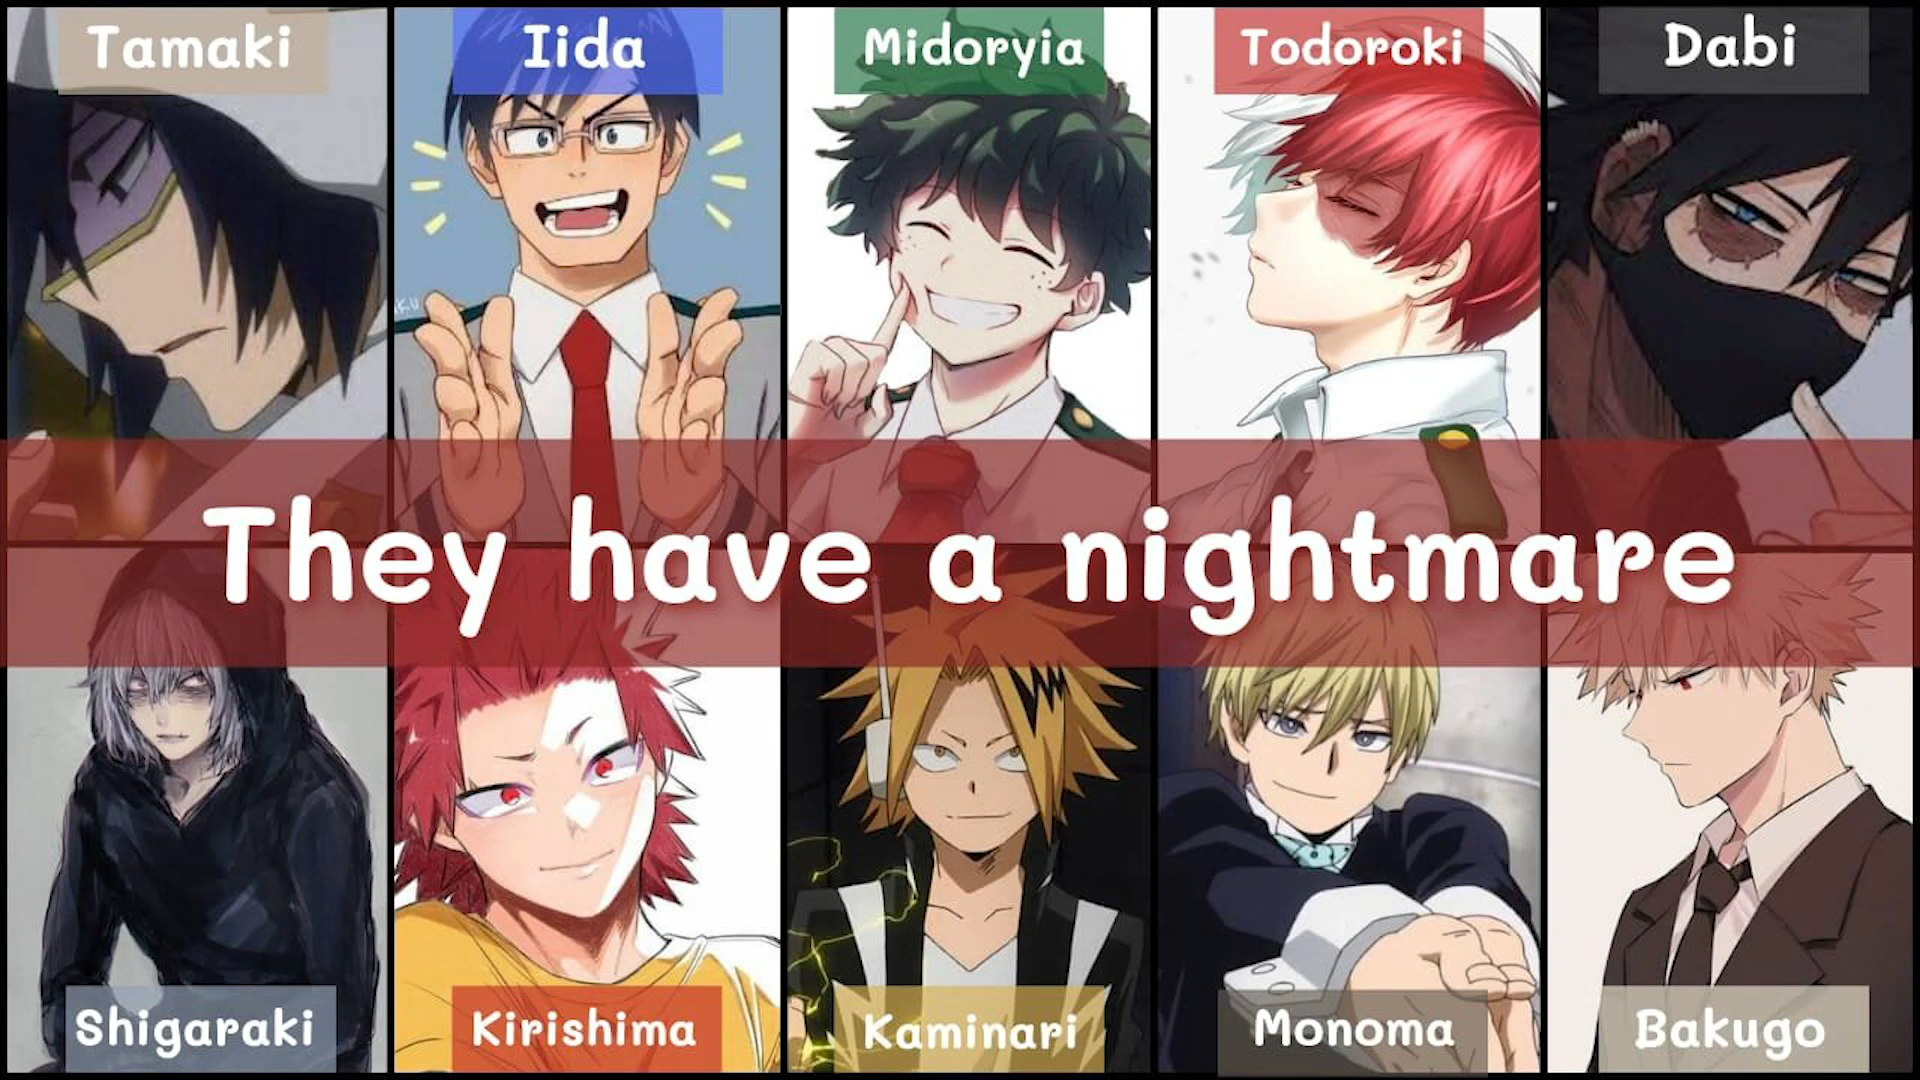 Tamaki
Iida
Midoryia
Todoroki
Dabi
They have a nightmare
Shigaraki
Kirishima
Kaminari
Monoma
Bakugo